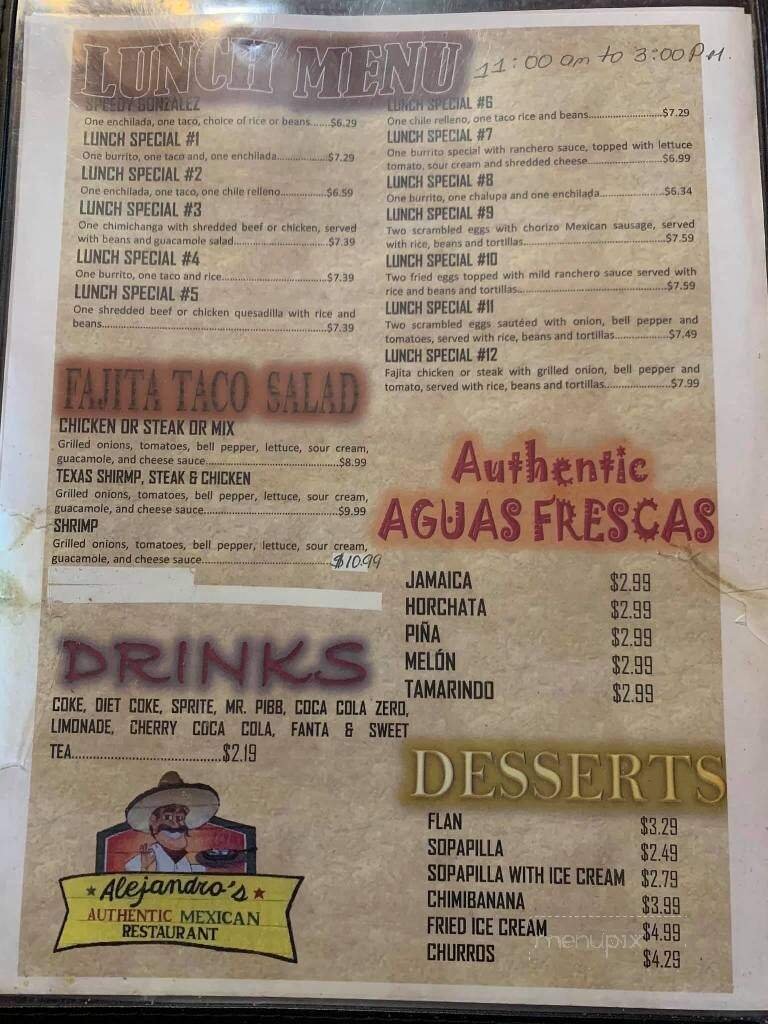 LUNCH MENU
11:00 am to 3:00 PM.
SPEEDY GONZALEZ
One enchilada, one taco, choice of rice or beans.......$6.29
LUNCH SPECIAL #1
One burrito, one taco and, one enchilada....................$7.29
LUNCH SPECIAL #2
One enchilada, one taco, one chile relleno...................$6.59
LUNCH SPECIAL #3
One chimichanga with shredded beef or chicken, served
with beans and guacamole salad...............................$7.39
LUNCH SPECIAL #4
One burrito, one taco and rice...................................$7.39
LUNCH SPECIAL #5
One shredded beef or chicken quesadilla with rice and
beans...................................................................$7.39
LUNCH SPECIAL #6
One chile relleno, one taco rice and beans..................$7.29
LUNCH SPECIAL #7
One burrito special with ranchero sauce, topped with lettuce
tomato, sour cream and shredded cheese....................$6.99
LUNCH SPECIAL #8
One burrito, one chalupa and one enchilada.................$6.34
LUNCH SPECIAL #9
Two scrambled eggs with chorizo Mexican sausage, served
with rice, beans and tortillas.....................................$7.59
LUNCH SPECIAL #10
Two fried eggs topped with mild ranchero sauce served with
rice and beans and tortillas.......................................$7.59
LUNCH SPECIAL #11
Two scrambled eggs sautéed with onion, bell pepper and
tomatoes, served with rice, beans and tortillas..............$7.49
LUNCH SPECIAL #12
Fajita chicken or steak with grilled onion, bell pepper and
tomato, served with rice, beans and tortillas.................$7.99
FAJITA TACO SALAD
CHICKEN OR STEAK OR MIX
Grilled onions, tomatoes, bell pepper, lettuce, sour cream,
guacamole, and cheese sauce....................................$8.99
TEXAS SHIRMP, STEAK & CHICKEN
Grilled onions, tomatoes, bell pepper, lettuce, sour cream,
guacamole, and cheese sauce....................................$9.99
SHRIMP
Grilled onions, tomatoes, bell pepper, lettuce, sour cream,
guacamole, and cheese sauce...................................$10.99
Authentic
AGUAS FRESCAS
JAMAICA $2.99
HORCHATA $2.99
PIÑA $2.99
MELÓN $2.99
TAMARINDO $2.99
DRINKS
COKE, DIET COKE, SPRITE, MR. PIBB, COCA COLA ZERO,
LIMONADE, CHERRY COCA COLA, FANTA & SWEET
TEA.......................................$2.19
DESSERTS
FLAN $3.29
SOPAPILLA $2.49
SOPAPILLA WITH ICE CREAM $2.79
CHIMIBANANA $3.99
FRIED ICE CREAM $4.99
CHURROS $4.29
Alejandro's
AUTHENTIC MEXICAN
RESTAURANT
menupix